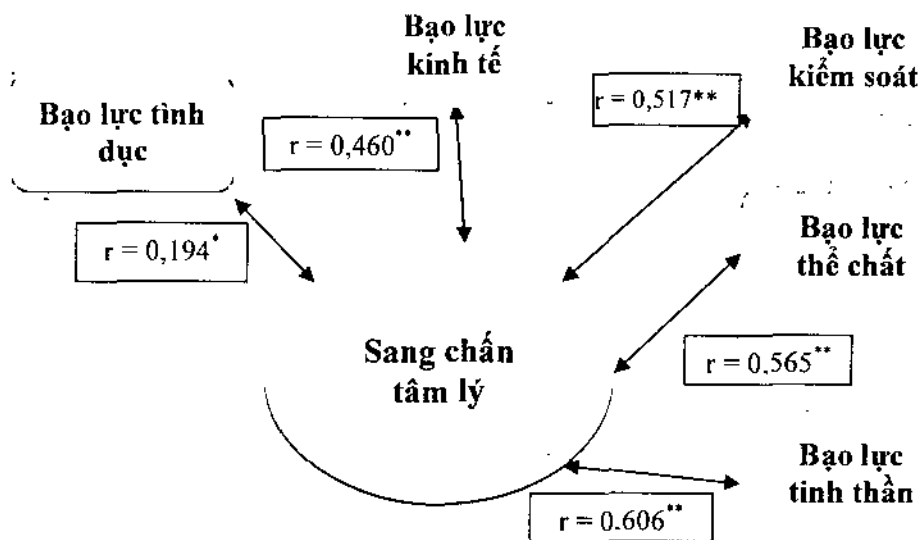 Bạo lực
kinh tế
Bạo lực
kiểm soát
Bạo lực tình
dục
r = 0,460**
r = 0,517**
r = 0,194*
Bạo lực
thể chất
Sang chấn
tâm lý
r = 0.565**
Bạo lực
tinh thần
r = 0.606**